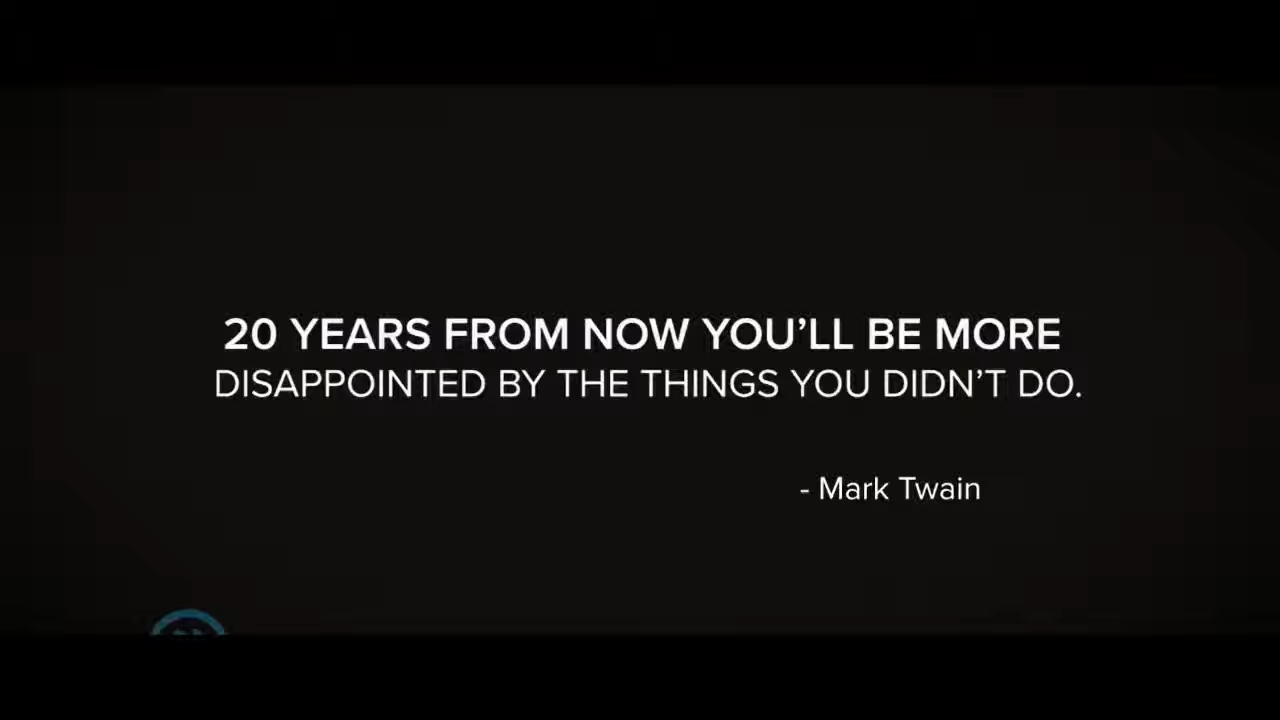 20 YEARS FROM NOW YOU’LL BE MORE
DISAPPOINTED BY THE THINGS YOU DIDN’T DO.
- Mark Twain